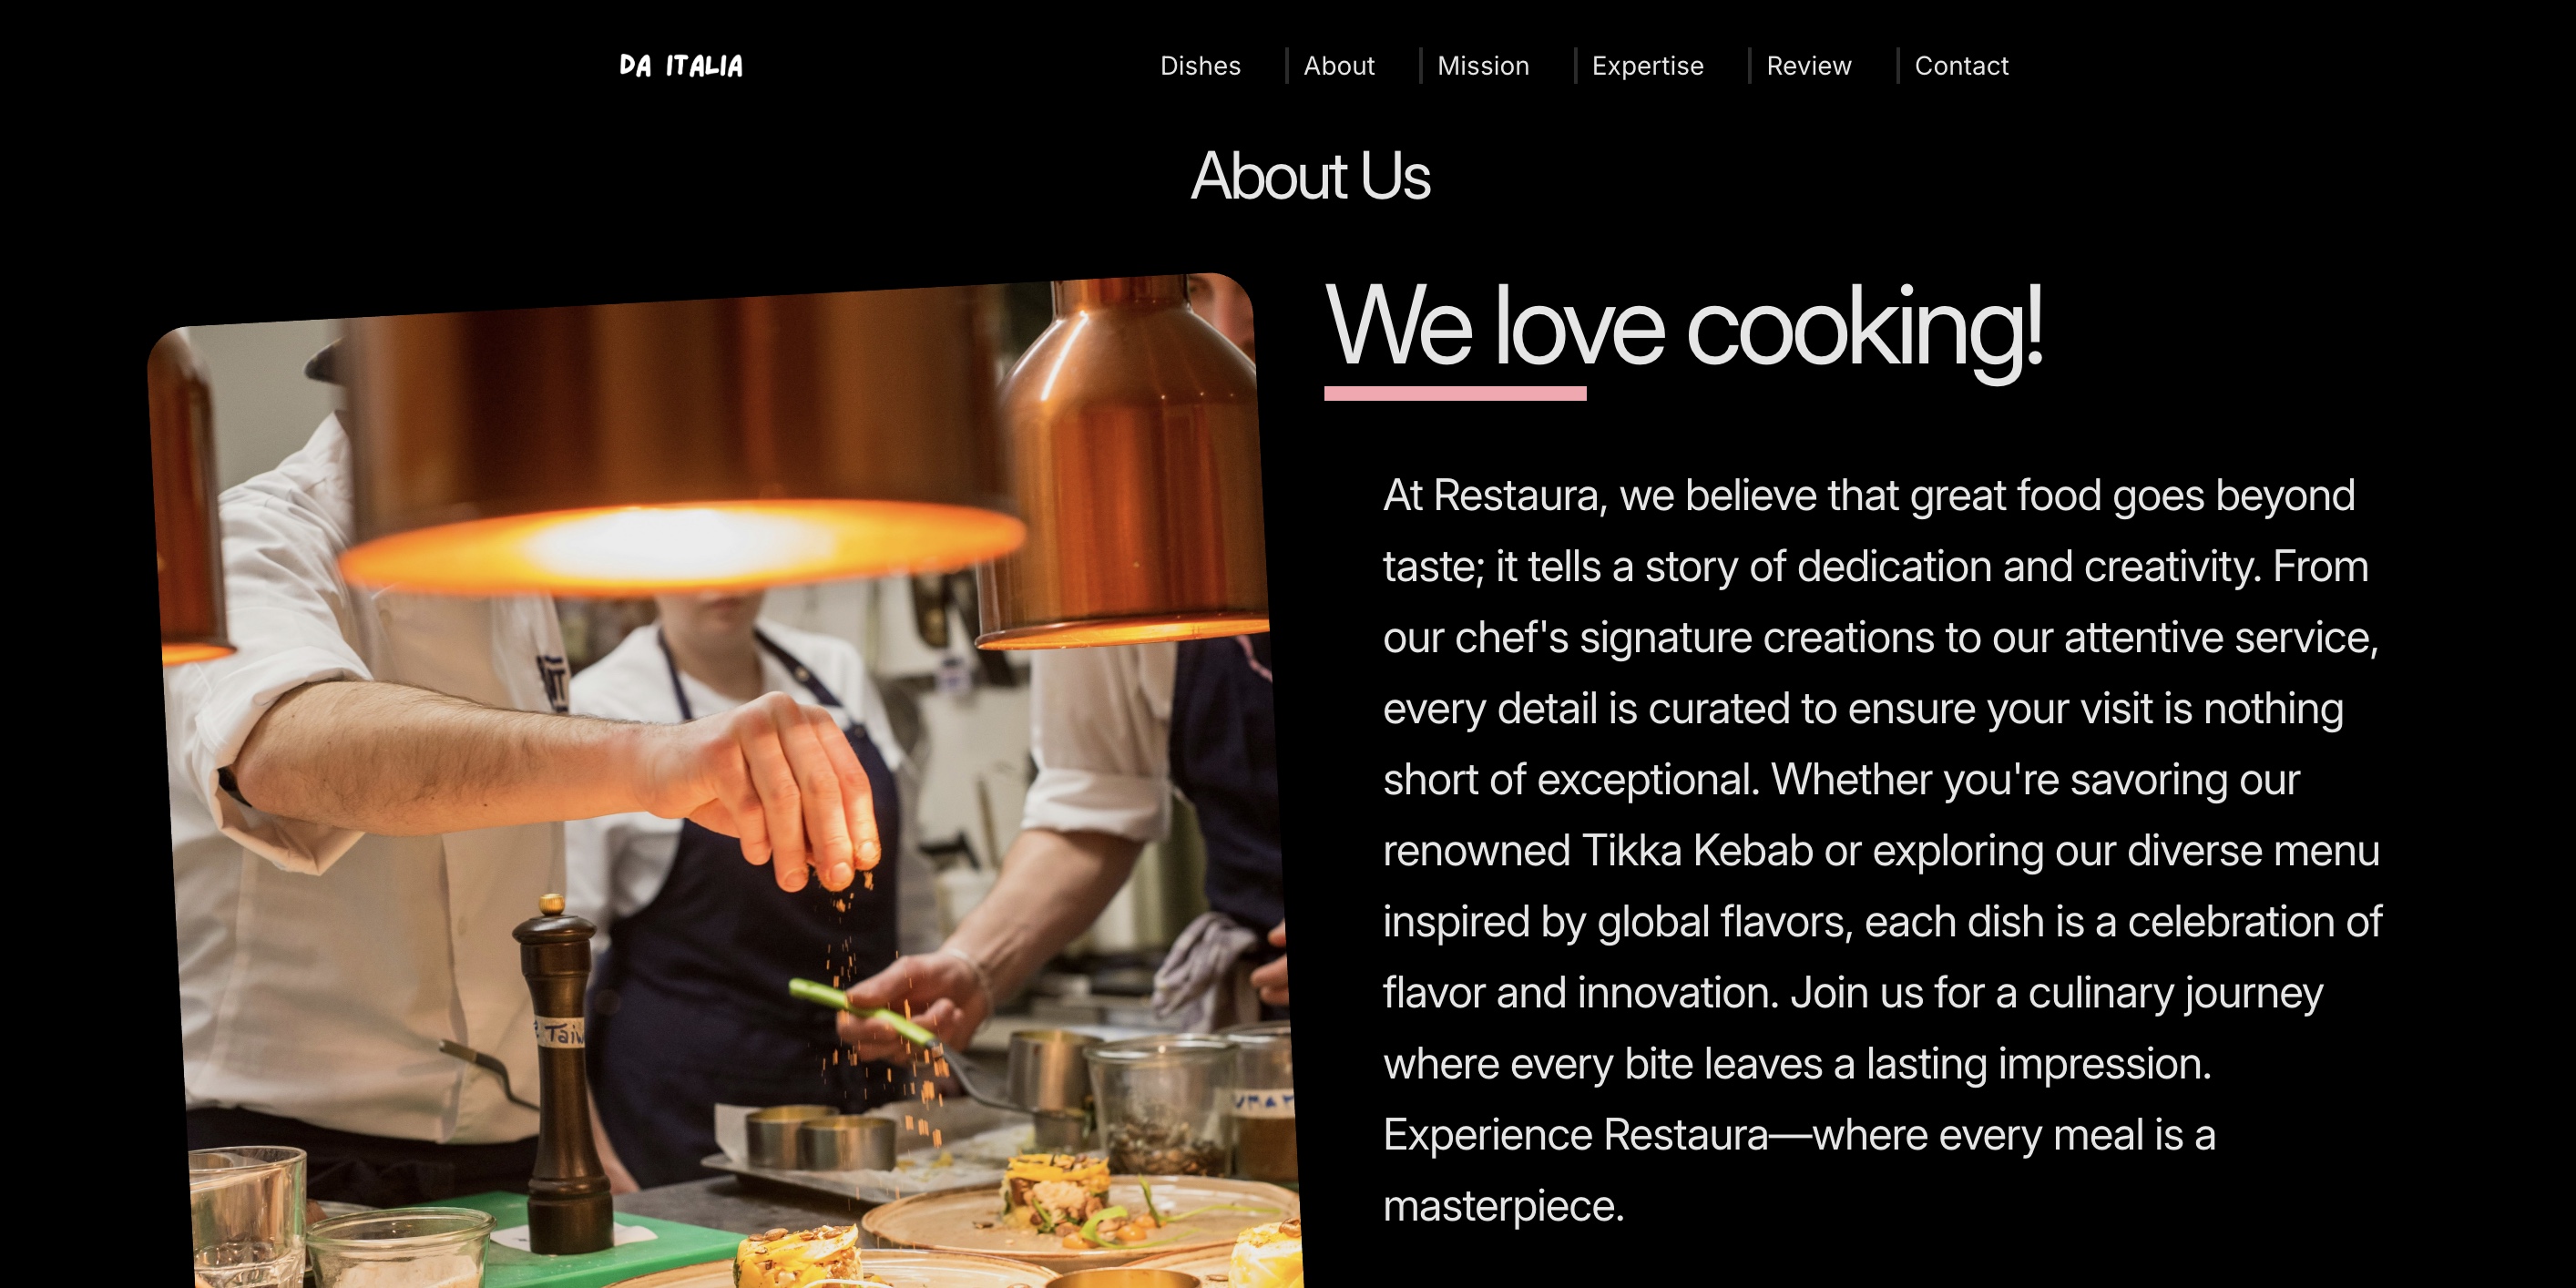 DA ITALIA
Dishes
About
Mission
Expertise
Review
Contact
About Us
We love cooking!
At Restaura, we believe that great food goes beyond
taste; it tells a story of dedication and creativity. From
our chef's signature creations to our attentive service,
every detail is curated to ensure your visit is nothing
short of exceptional. Whether you're savoring our
renowned Tikka Kebab or exploring our diverse menu
inspired by global flavors, each dish is a celebration of
flavor and innovation. Join us for a culinary journey
where every bite leaves a lasting impression.
Experience Restaura—where every meal is a
masterpiece.